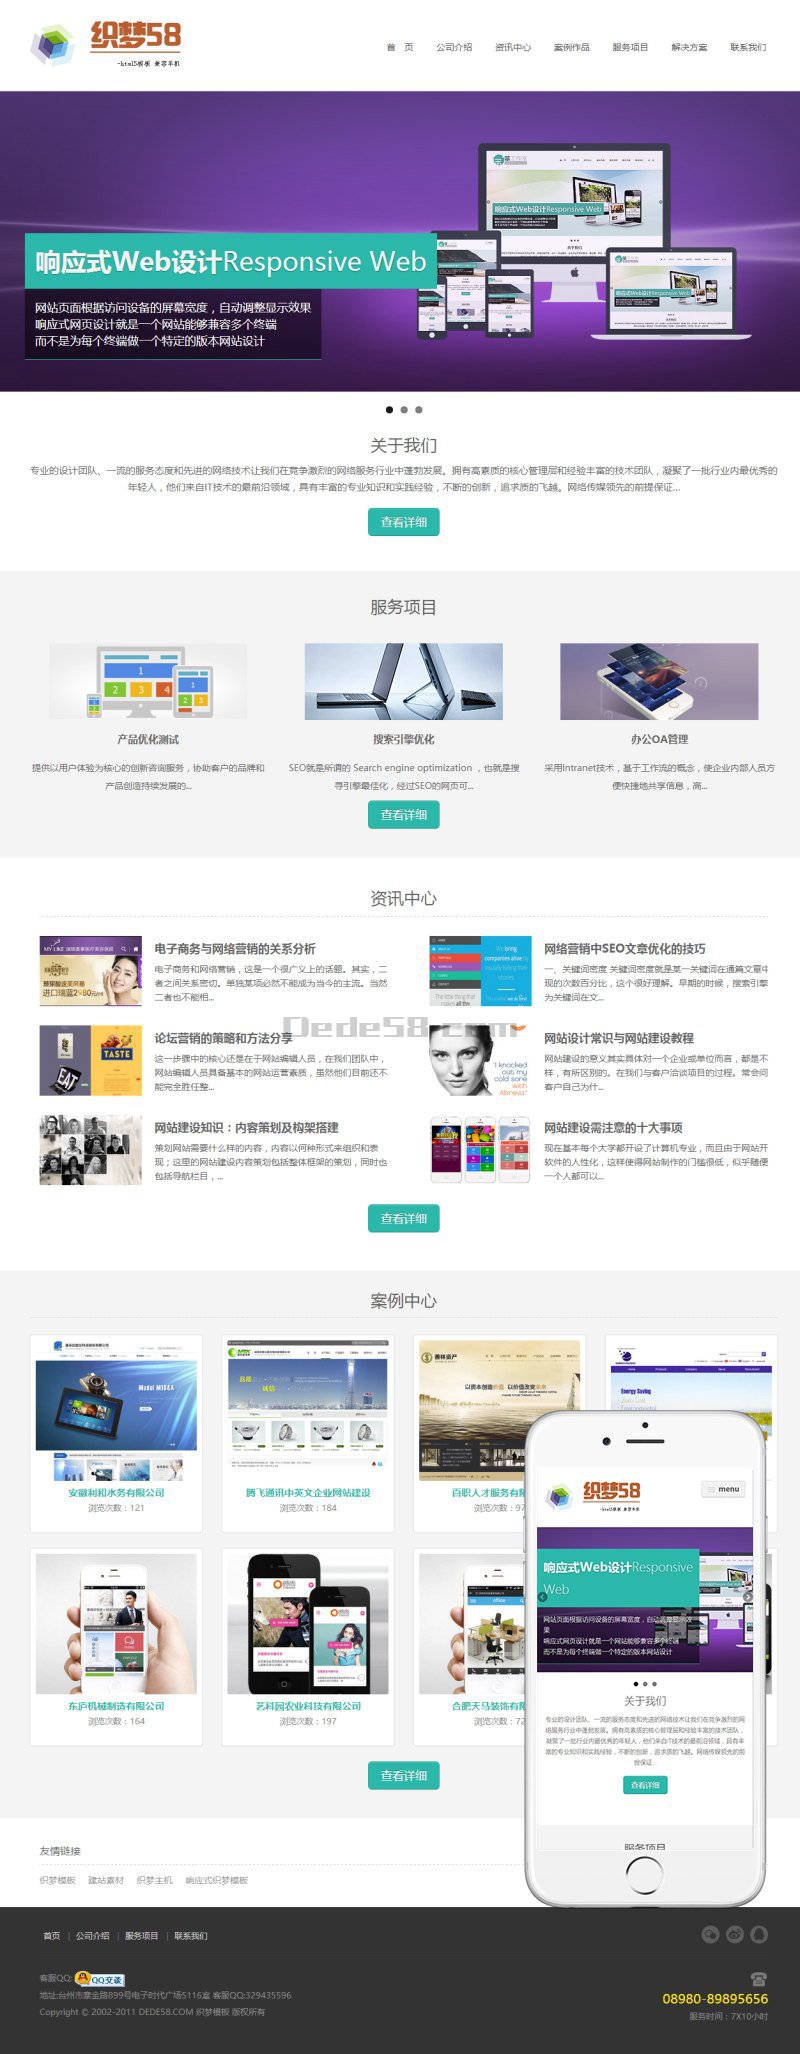 织梦58
-html5模板 兼容手机
首 页 公司介绍 资讯中心 案例作品 服务项目 解决方案 联系我们
响应式Web设计Responsive Web
网站页面根据访问设备的屏幕宽度，自动调整显示效果
响应式网页设计就是一个网站能够兼容多个终端
而不是为每个终端做一个特定的版本网站设计
关于我们
专业的设计团队、一流的服务态度和先进的网络技术让我们在竞争激烈的网络服务行业中蓬勃发展。拥有高素质的核心管理层和经验丰富的技术团队，凝聚了一批行业内最优秀的
年轻人，他们来自IT技术的最前沿领域，具有丰富的专业知识和实践经验，不断的创新，追求质的飞越。网络传媒领先的前提保证...
查看详细
服务项目
1
2 3 4
1
2 3
产品优化测试
提供以用户体验为核心的创新咨询服务，协助客户的品牌和
产品创造持续发展的...
搜索引擎优化
SEO就是所谓的 Search engine optimization ，也就是搜
寻引擎最佳化，经过SEO的网页可...
办公OA管理
采用Intranet技术，基于工作流的概念，使企业内部人员方
便快捷地共享信息，高...
查看详细
资讯中心
电子商务与网络营销的关系分析
电子商务和网络营销，这是一个很广义上的话题。其实，二
者之间关系密切。单独某项必然不能成为当今的主流。当然
二者也不能相...
网络营销中SEO文章优化的技巧
一、关键词密度 关键词密度就是某一关键词在通篇文章中
现的次数百分比，这个很好理解。早期的时候，搜索引擎
为关键词在文...
We bring
companies alive
Dede58.com
TASTE
EAT
论坛营销的策略和方法分享
这一步骤中的核心还是在于网站编辑人员，在我们团队中，
网站编辑人员具备基本的网站运营素质，虽然他们目前还不
能完全胜任整...
I knocked
out my
cold sore
with
Abreva.
网站设计常识与网站建设教程
网站建设的意义其实具体对一个企业或单位而言，都是不
样，有所区别的。在我们与客户洽谈项目的过程。常会问
客户自己为什...
网站建设知识：内容策划及构架搭建
策划网站需要什么样的内容，内容以何种形式来组织和表
现；这里的网站建设内容策划包括整体框架的策划，同时也
包括导航栏目，...
网站建设需注意的十大事项
现在基本每个大学都开设了计算机专业，而且由于网站开
软件的人性化，这样使得网站制作的门槛很低，似乎随便
一个人都可以...
查看详细
案例中心
Model M108A
安徽利和水务有限公司
浏览次数：121
腾飞通讯中英文企业网站建设
浏览次数：184
善林资产
以资本创造价值 以价值改变未来
百职人才服务有限
浏览次数：97
Energy Saving
东庐机械制造有限公司
浏览次数：164
艺科园农业科技有限公司
浏览次数：197
office
合肥天马装饰有限
浏览次数：72
查看详细
织梦58
-html5模板 兼容手机
menu
响应式Web设计Responsive
Web
网站页面根据访问设备的屏幕宽度，自动调整显示效
果
响应式网页设计就是一个网站能够兼容多个终端
而不是为每个终端做一个特定的版本网站设计
关于我们
专业的设计团队、一流的服务态度和先进的网络技术让我们在竞争激烈的网
络服务行业中蓬勃发展。拥有高素质的核心管理层和经验丰富的技术团队，
凝聚了一批行业内最优秀的年轻人，他们来自IT技术的最前沿领域，具有丰
富的专业知识和实践经验，不断的创新，追求质的飞越。网络传媒领先的前
提保证...
查看详细
服务项目
友情链接
织梦模板 建站素材 织梦主机 响应式织梦模板
首页 | 公司介绍 | 服务项目 | 联系我们
客服QQ: QQ交谈
地址:台州市寨金路899号电子时代广场5116室 客服QQ:329435596
Copyright © 2002-2011 DEDE58.COM 织梦模板 版权所有
08980-89895656
服务时间：7X10小时